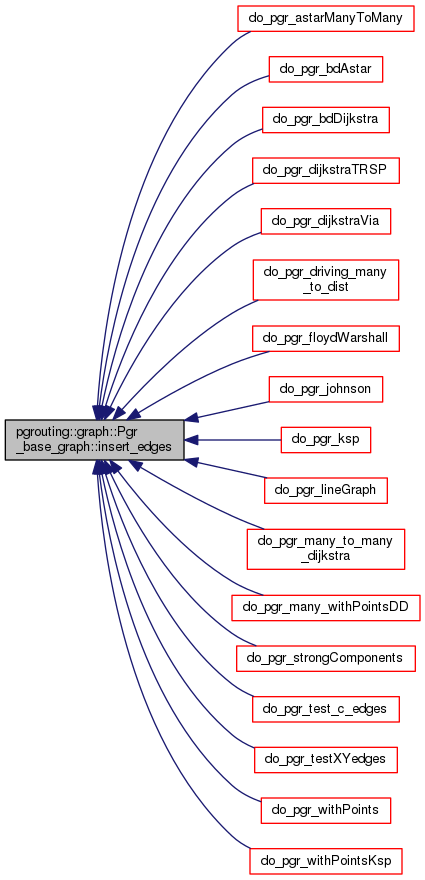 do_pgr_astarManyToMany
do_pgr_bdAstar
do_pgr_bdDijkstra
do_pgr_dijkstraTRSP
do_pgr_dijkstraVia
do_pgr_driving_many
_to_dist
do_pgr_floydWarshall
do_pgr_johnson
pgrouting::graph::Pgr
_base_graph::insert_edges
do_pgr_ksp
do_pgr_lineGraph
do_pgr_many_to_many
_dijkstra
do_pgr_many_withPointsDD
do_pgr_strongComponents
do_pgr_test_c_edges
do_pgr_testXYedges
do_pgr_withPoints
do_pgr_withPointsKsp